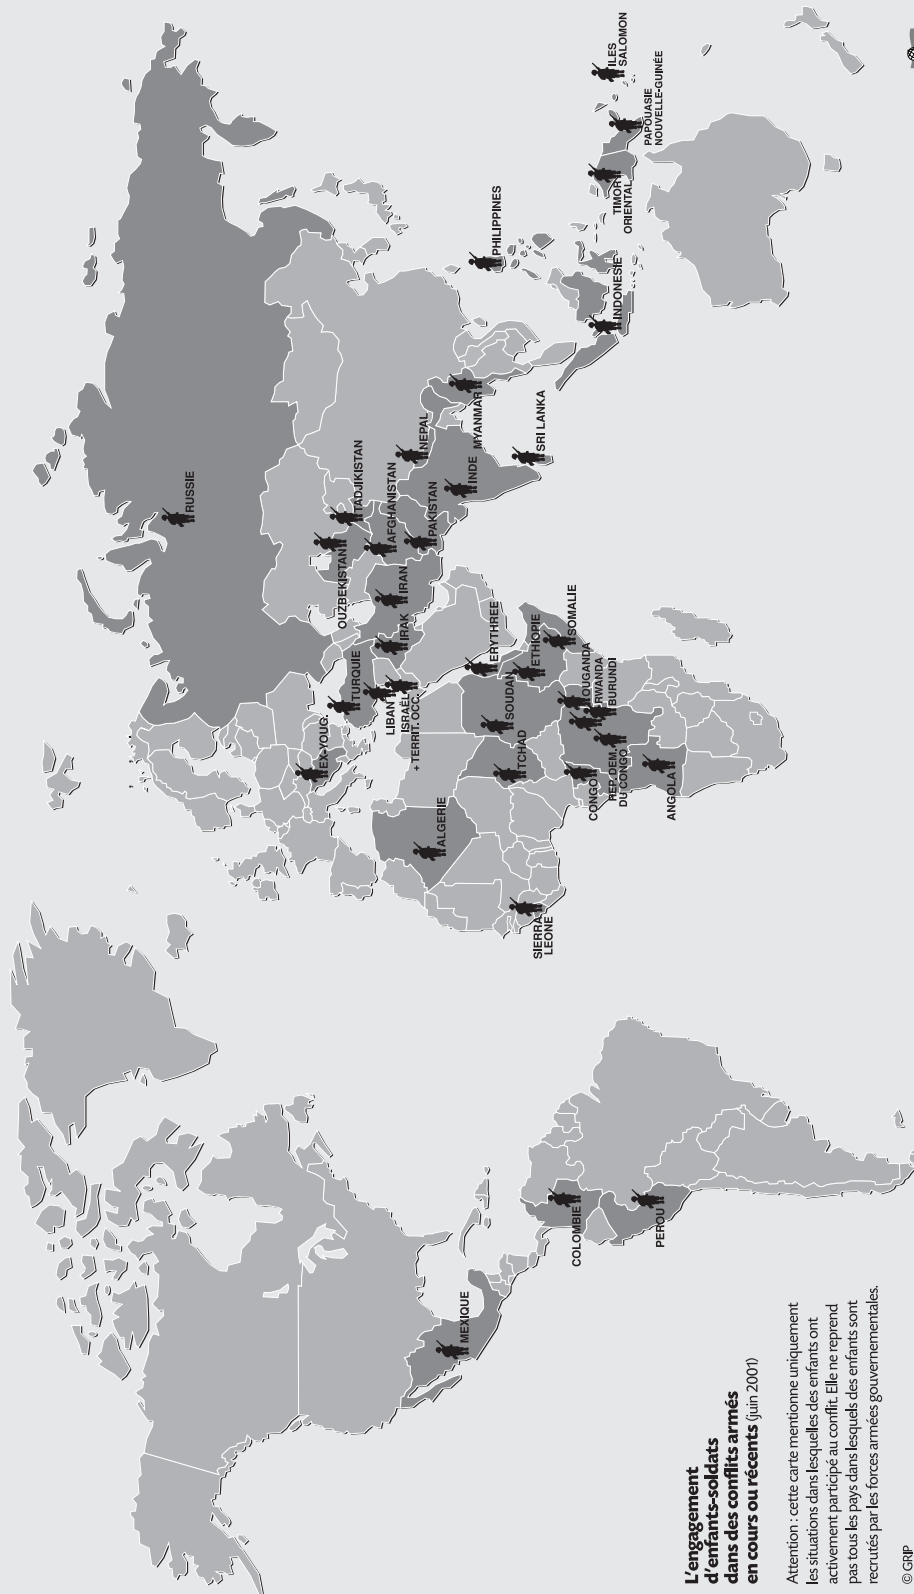 L'engagement
d'enfants-soldats
dans des conflits armés
en cours ou récents (juin 2001)
Attention : cette carte mentionne uniquement
les situations dans lesquelles des enfants ont
activement participé au conflit. Elle ne reprend
pas tous les pays dans lesquels des enfants sont
recrutés par les forces armées gouvernementales.
© GRIP
MEXIQUE
COLOMBIE
PEROU
SIERRA
LEONE
ALGERIE
TCHAD
SOUDAN
CONGO
REP. DEM.
DU CONGO
ANGOLA
ERYTHREE
ETHIOPIE
SOMALIE
OUGANDA
RWANDA
BURUNDI
EX-YOUG.
TURQUIE
LIBAN
ISRAËL
+ TERRIT. OCC.
IRAK
IRAN
OUZBEKISTAN
TADJIKISTAN
AFGHANISTAN
PAKISTAN
NEPAL
INDE
SRI LANKA
MYANMAR
RUSSIE
PHILIPPINES
INDONESIE
TIMOR
ORIENTAL
PAPOUASIE
NOUVELLE-GUINÉE
ILES
SALOMON